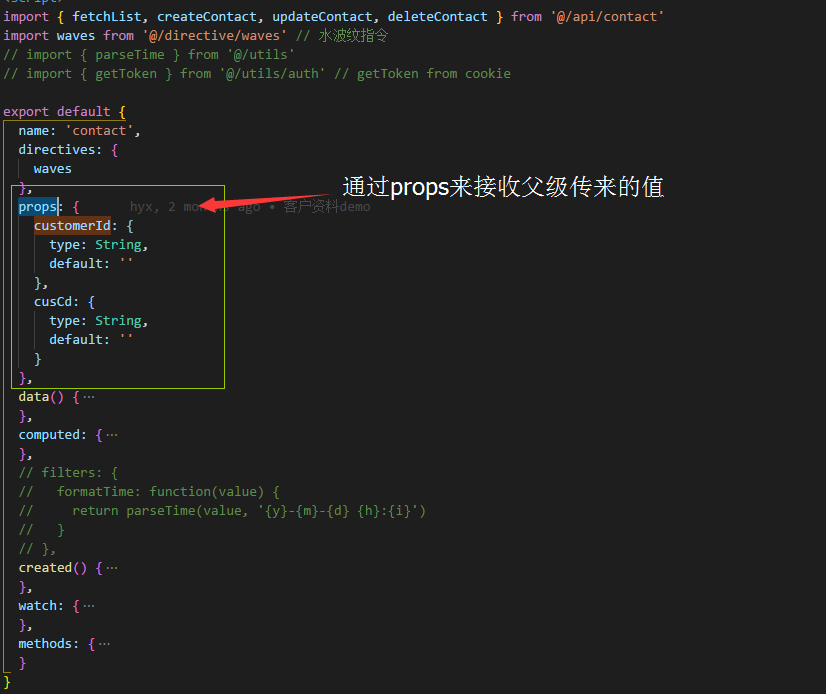 import { fetchList, createContact, updateContact, deleteContact } from '@/api/contact'
import waves from '@/directive/waves' // 水波纹指令
// import { parseTime } from '@/utils'
// import { getToken } from '@/utils/auth' // getToken from cookie
export default {
name: 'contact',
directives: {
waves
},
通过props来接收父级传来的值
props: { hyx, 2 months ago • 客户资料demo
customerId: {
type: String,
default: ''
},
cusCd: {
type: String,
default: ''
}
},
data() {…
},
computed: {…
},
// filters: {
// formatTime: function(value) {
// return parseTime(value, '{y}-{m}-{d} {h}:{i}')
// }
// },
created() {…
},
watch: {…
},
methods: {…
}
}